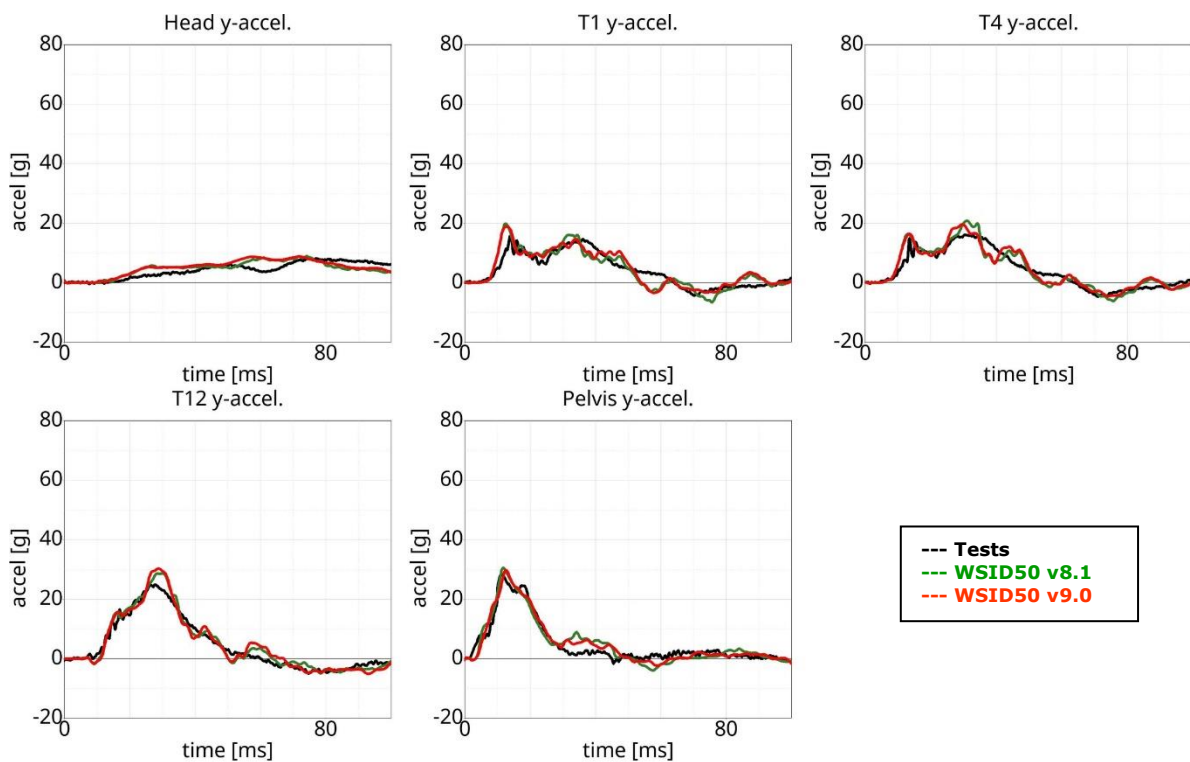 Head y-accel.
80
60
40
20
0
-20
accel [g]
0
80
time [ms]
T1 y-accel.
80
60
40
20
0
-20
accel [g]
0
80
time [ms]
T4 y-accel.
80
60
40
20
0
-20
accel [g]
0
80
time [ms]
T12 y-accel.
80
60
40
20
0
-20
accel [g]
0
80
time [ms]
Pelvis y-accel.
80
60
40
20
0
-20
accel [g]
0
80
time [ms]
--- Tests
--- WSID50 v8.1
--- WSID50 v9.0